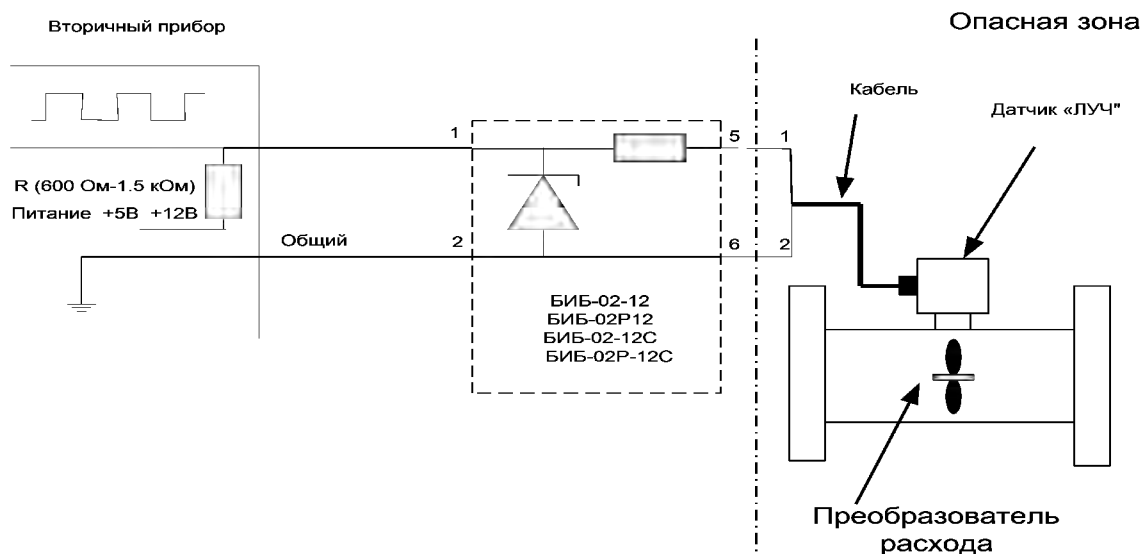 Вторичный прибор
Опасная зона
Кабель
Датчик «ЛУЧ"
1
5
1
R (600 Ом-1.5 кОм)
Питание +5В +12В
Общий
2
6
2
БИБ-02-12
БИБ-02Р12
БИБ-02-12С
БИБ-02Р-12С
Преобразователь
расхода